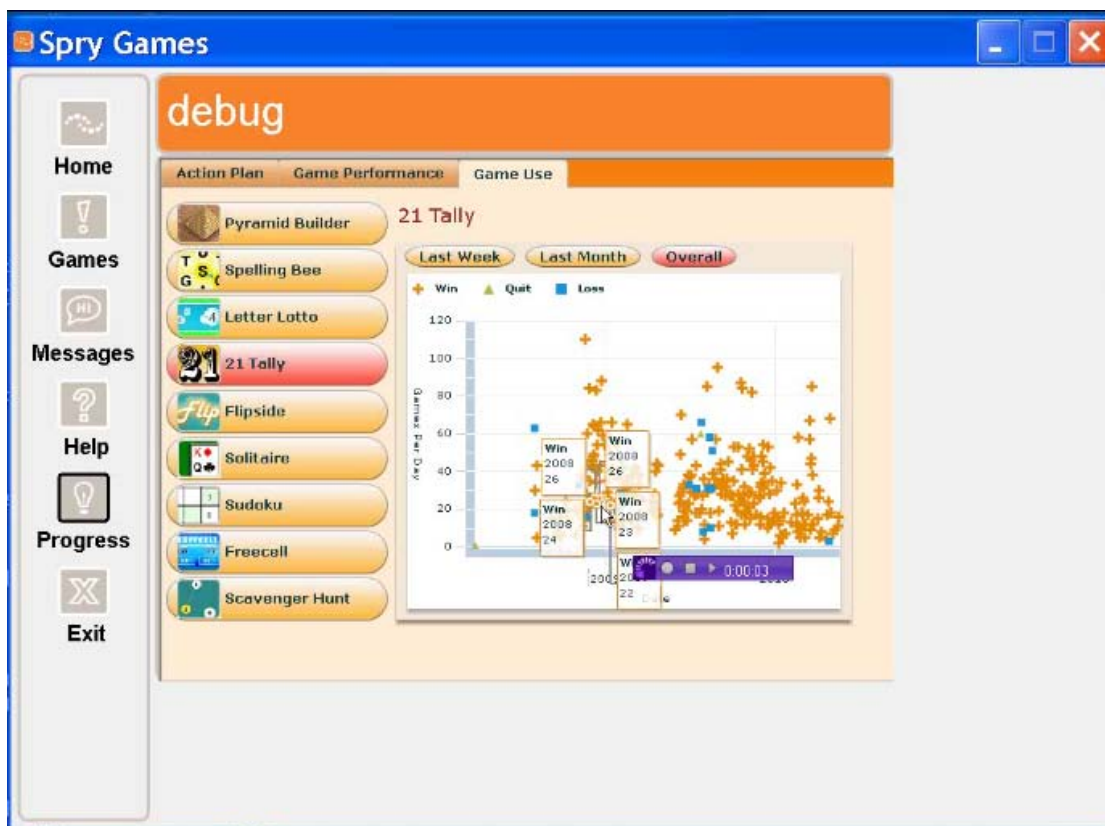 Spry Games
debug
Home
Games
HI
Messages
Help
Progress
Exit
Action Plan Game Performance Game Use
Pyramid Builder
Spelling Bee
Letter Lotto
21 Tally
Flipside
Solitaire
Sudoku
Freecell
Scavenger Hunt
21 Tally
Last Week Last Month Overall
Win Quit Loss
120
100
80
60
40
20
0
Games Per Day
Win
2008
26
Win
2008
26
Win
2008
24
Win
2008
23
22
0:00:03